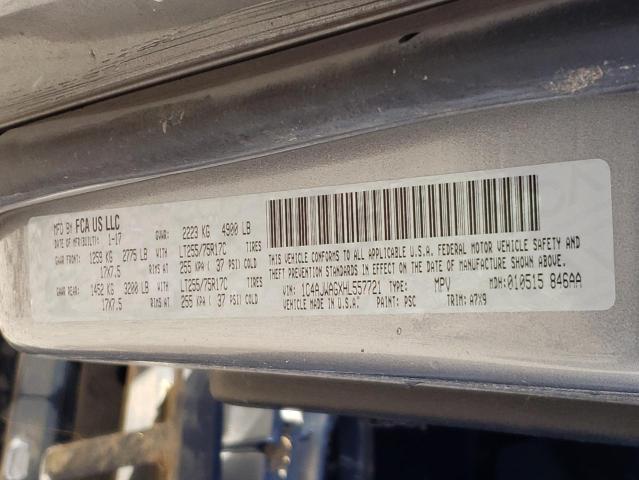 MFD BY FCA US LLC
DATE OF MFR(BUILT): 1-17 GVWR: 2223 KG 4900 LB
GAWR FRONT 1259 KG 2775 LB WITH LT255/75R17C TIRES
17X7.5 RIMS AT 255 KPA( 37 PSI) COLD
GAWR REAR: 1452 KG 3200 LB WITH LT255/75R17C TIRES
17X7.5 RIMS AT 255 KPA( 37 PSI) COLD
THIS VEHICLE CONFORMS TO ALL APPLICABLE U.S.A. FEDERAL MOTOR VEHICLE SAFETY AND
THEFT PREVENTION STANDARDS IN EFFECT ON THE DATE OF MANUFACTURE SHOWN ABOVE.
VIN: 1C4AJWAGXHL557721 TYPE: MPV MDH: 010515 846AA
MADE IN U.S.A. PAINT: PSC TRIM: A7X9